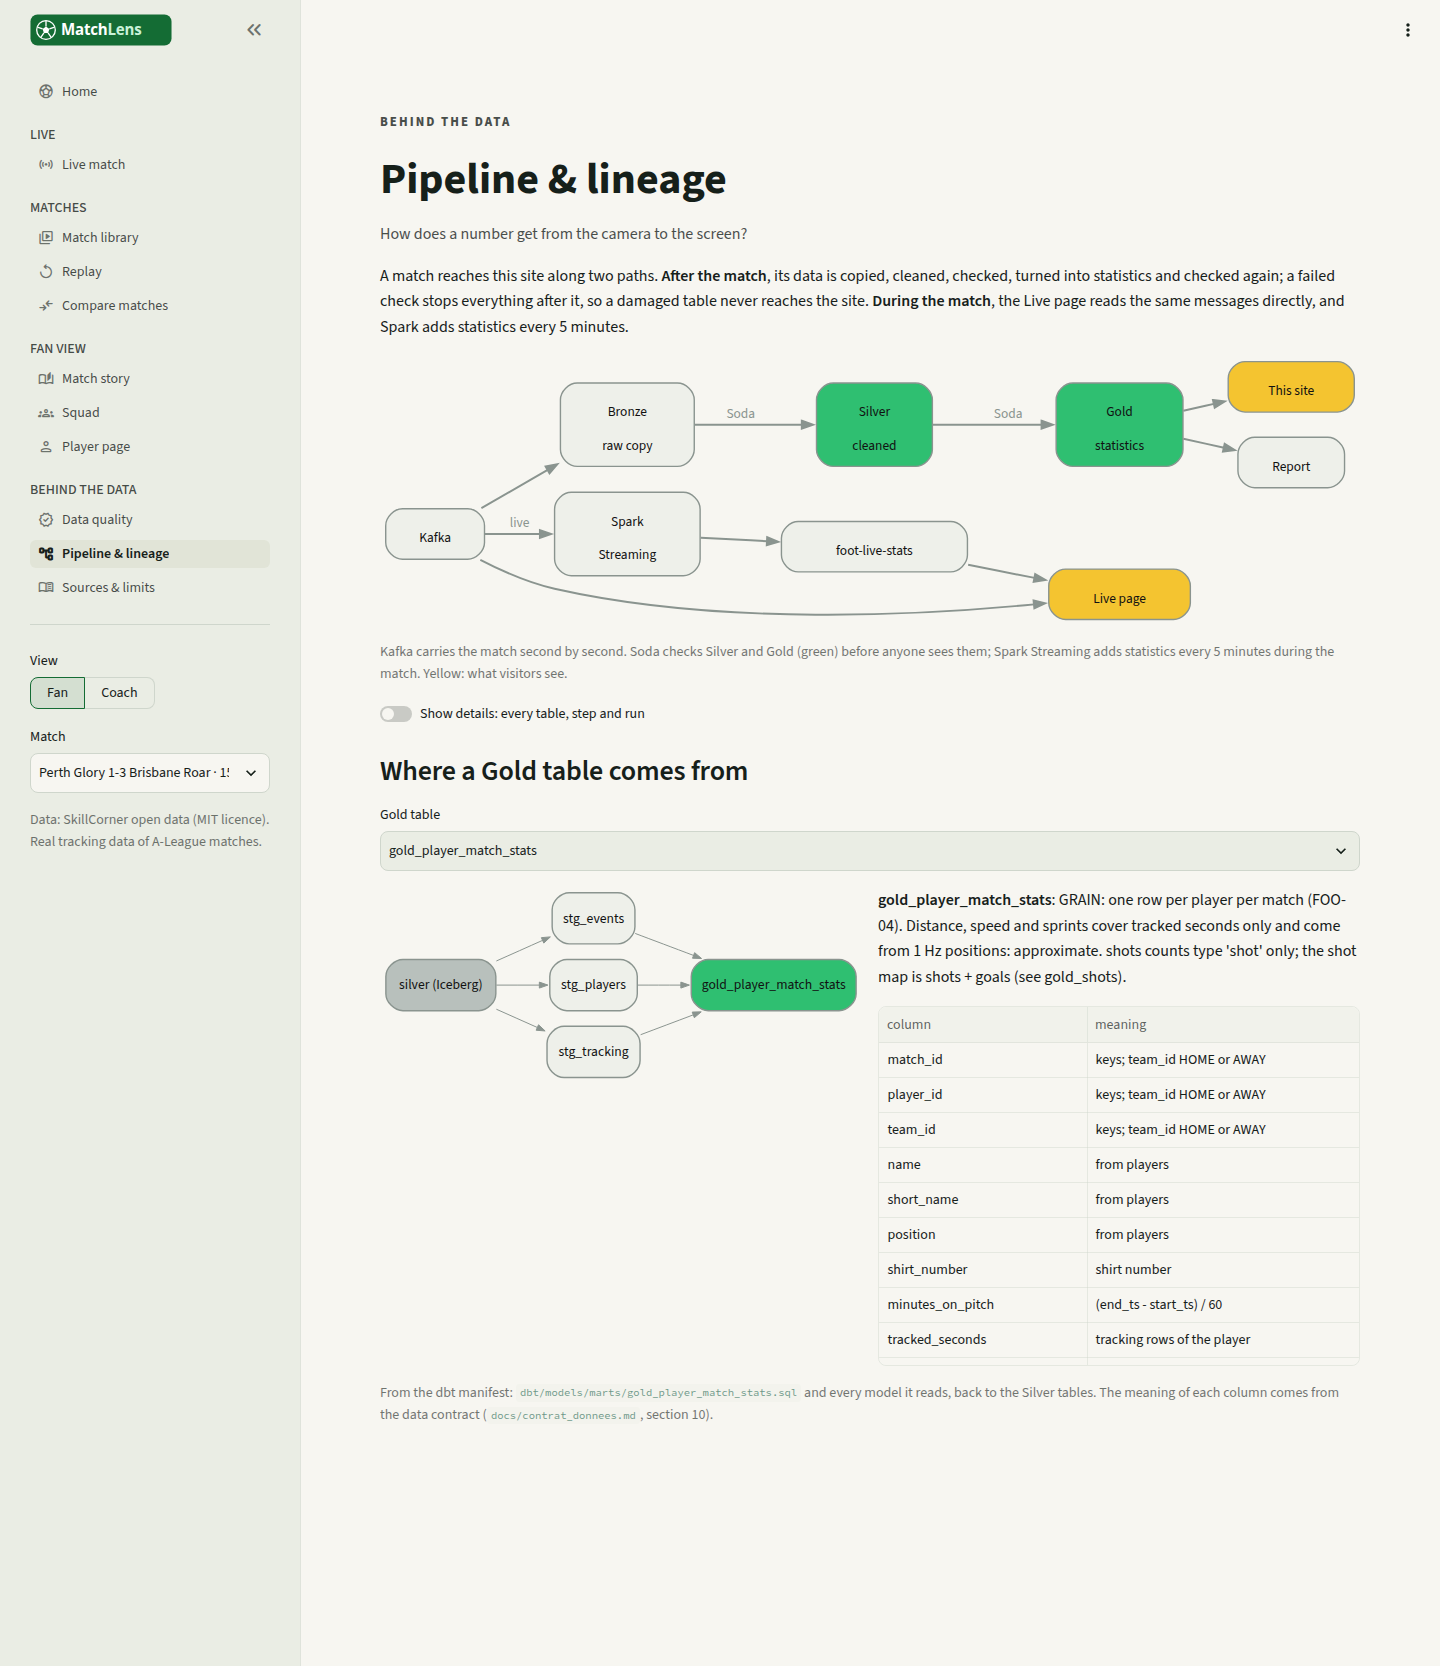 MatchLens
Home
LIVE
Live match
MATCHES
Match library
Replay
Compare matches
FAN VIEW
Match story
Squad
Player page
BEHIND THE DATA
Data quality
Pipeline & lineage
Sources & limits
View
Fan
Coach
Match
Perth Glory 1-3 Brisbane Roar · 15
Data: SkillCorner open data (MIT licence).
Real tracking data of A-League matches.
BEHIND THE DATA
Pipeline & lineage
How does a number get from the camera to the screen?
A match reaches this site along two paths. After the match, its data is copied, cleaned, checked, turned into statistics and checked again; a failed
check stops everything after it, so a damaged table never reaches the site. During the match, the Live page reads the same messages directly, and
Spark adds statistics every 5 minutes.
Kafka
Bronze
raw copy
Soda
Silver
cleaned
Soda
Gold
statistics
This site
Report
live
Spark
Streaming
foot-live-stats
Live page
Kafka carries the match second by second. Soda checks Silver and Gold (green) before anyone sees them; Spark Streaming adds statistics every 5 minutes during the
match. Yellow: what visitors see.
Show details: every table, step and run
Where a Gold table comes from
Gold table
gold_player_match_stats
silver (Iceberg)
stg_events
stg_players
stg_tracking
gold_player_match_stats
gold_player_match_stats: GRAIN: one row per player per match (FOO-
04). Distance, speed and sprints cover tracked seconds only and come
from 1 Hz positions: approximate. shots counts type 'shot' only; the shot
map is shots + goals (see gold_shots).
column meaning
match_id keys; team_id HOME or AWAY
player_id keys; team_id HOME or AWAY
team_id keys; team_id HOME or AWAY
name from players
short_name from players
position from players
shirt_number shirt number
minutes_on_pitch (end_ts - start_ts) / 60
tracked_seconds tracking rows of the player
From the dbt manifest: dbt/models/marts/gold_player_match_stats.sql and every model it reads, back to the Silver tables. The meaning of each column comes from
the data contract ( docs/contrat_donnees.md , section 10).